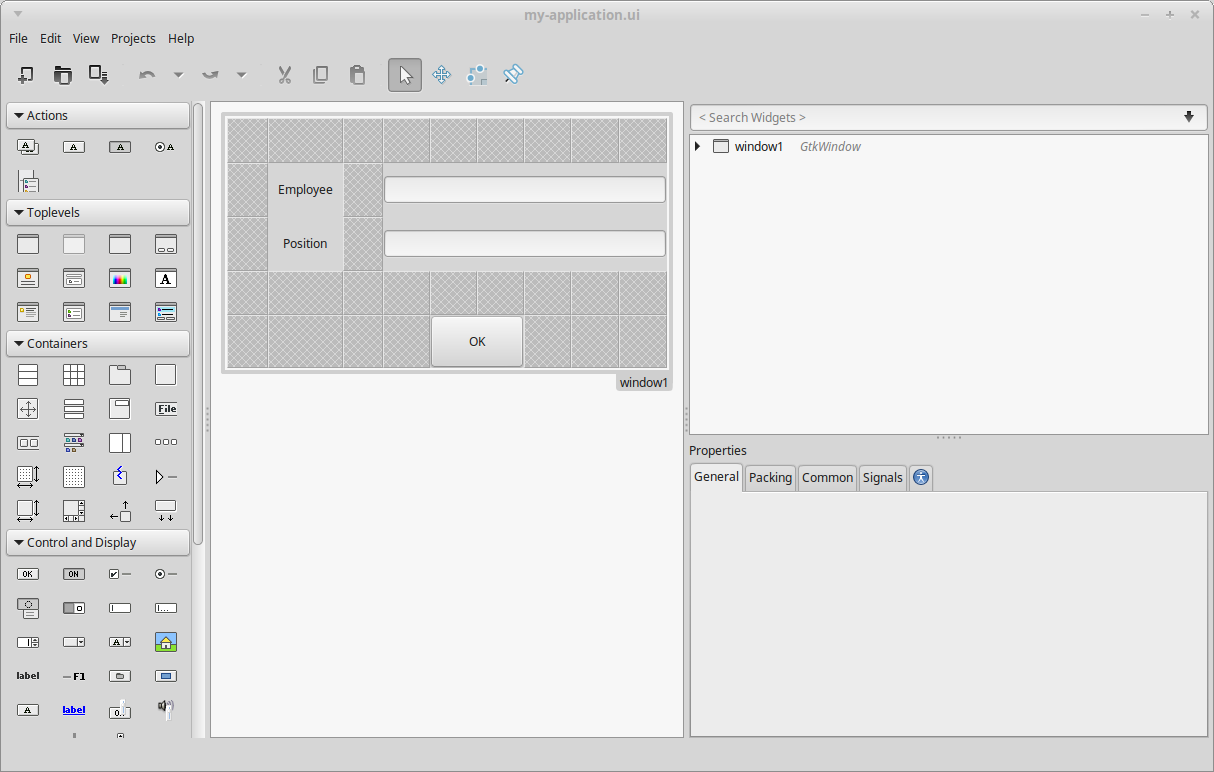 my-application.ui
File Edit View Projects Help
Actions
A A A
Toplevels
A
Containers
File
Control and Display
OK ON
A
label F1
A label 0..
Employee
Position
OK
window1
< Search Widgets >
window1 GtkWindow
Properties
General Packing Common Signals